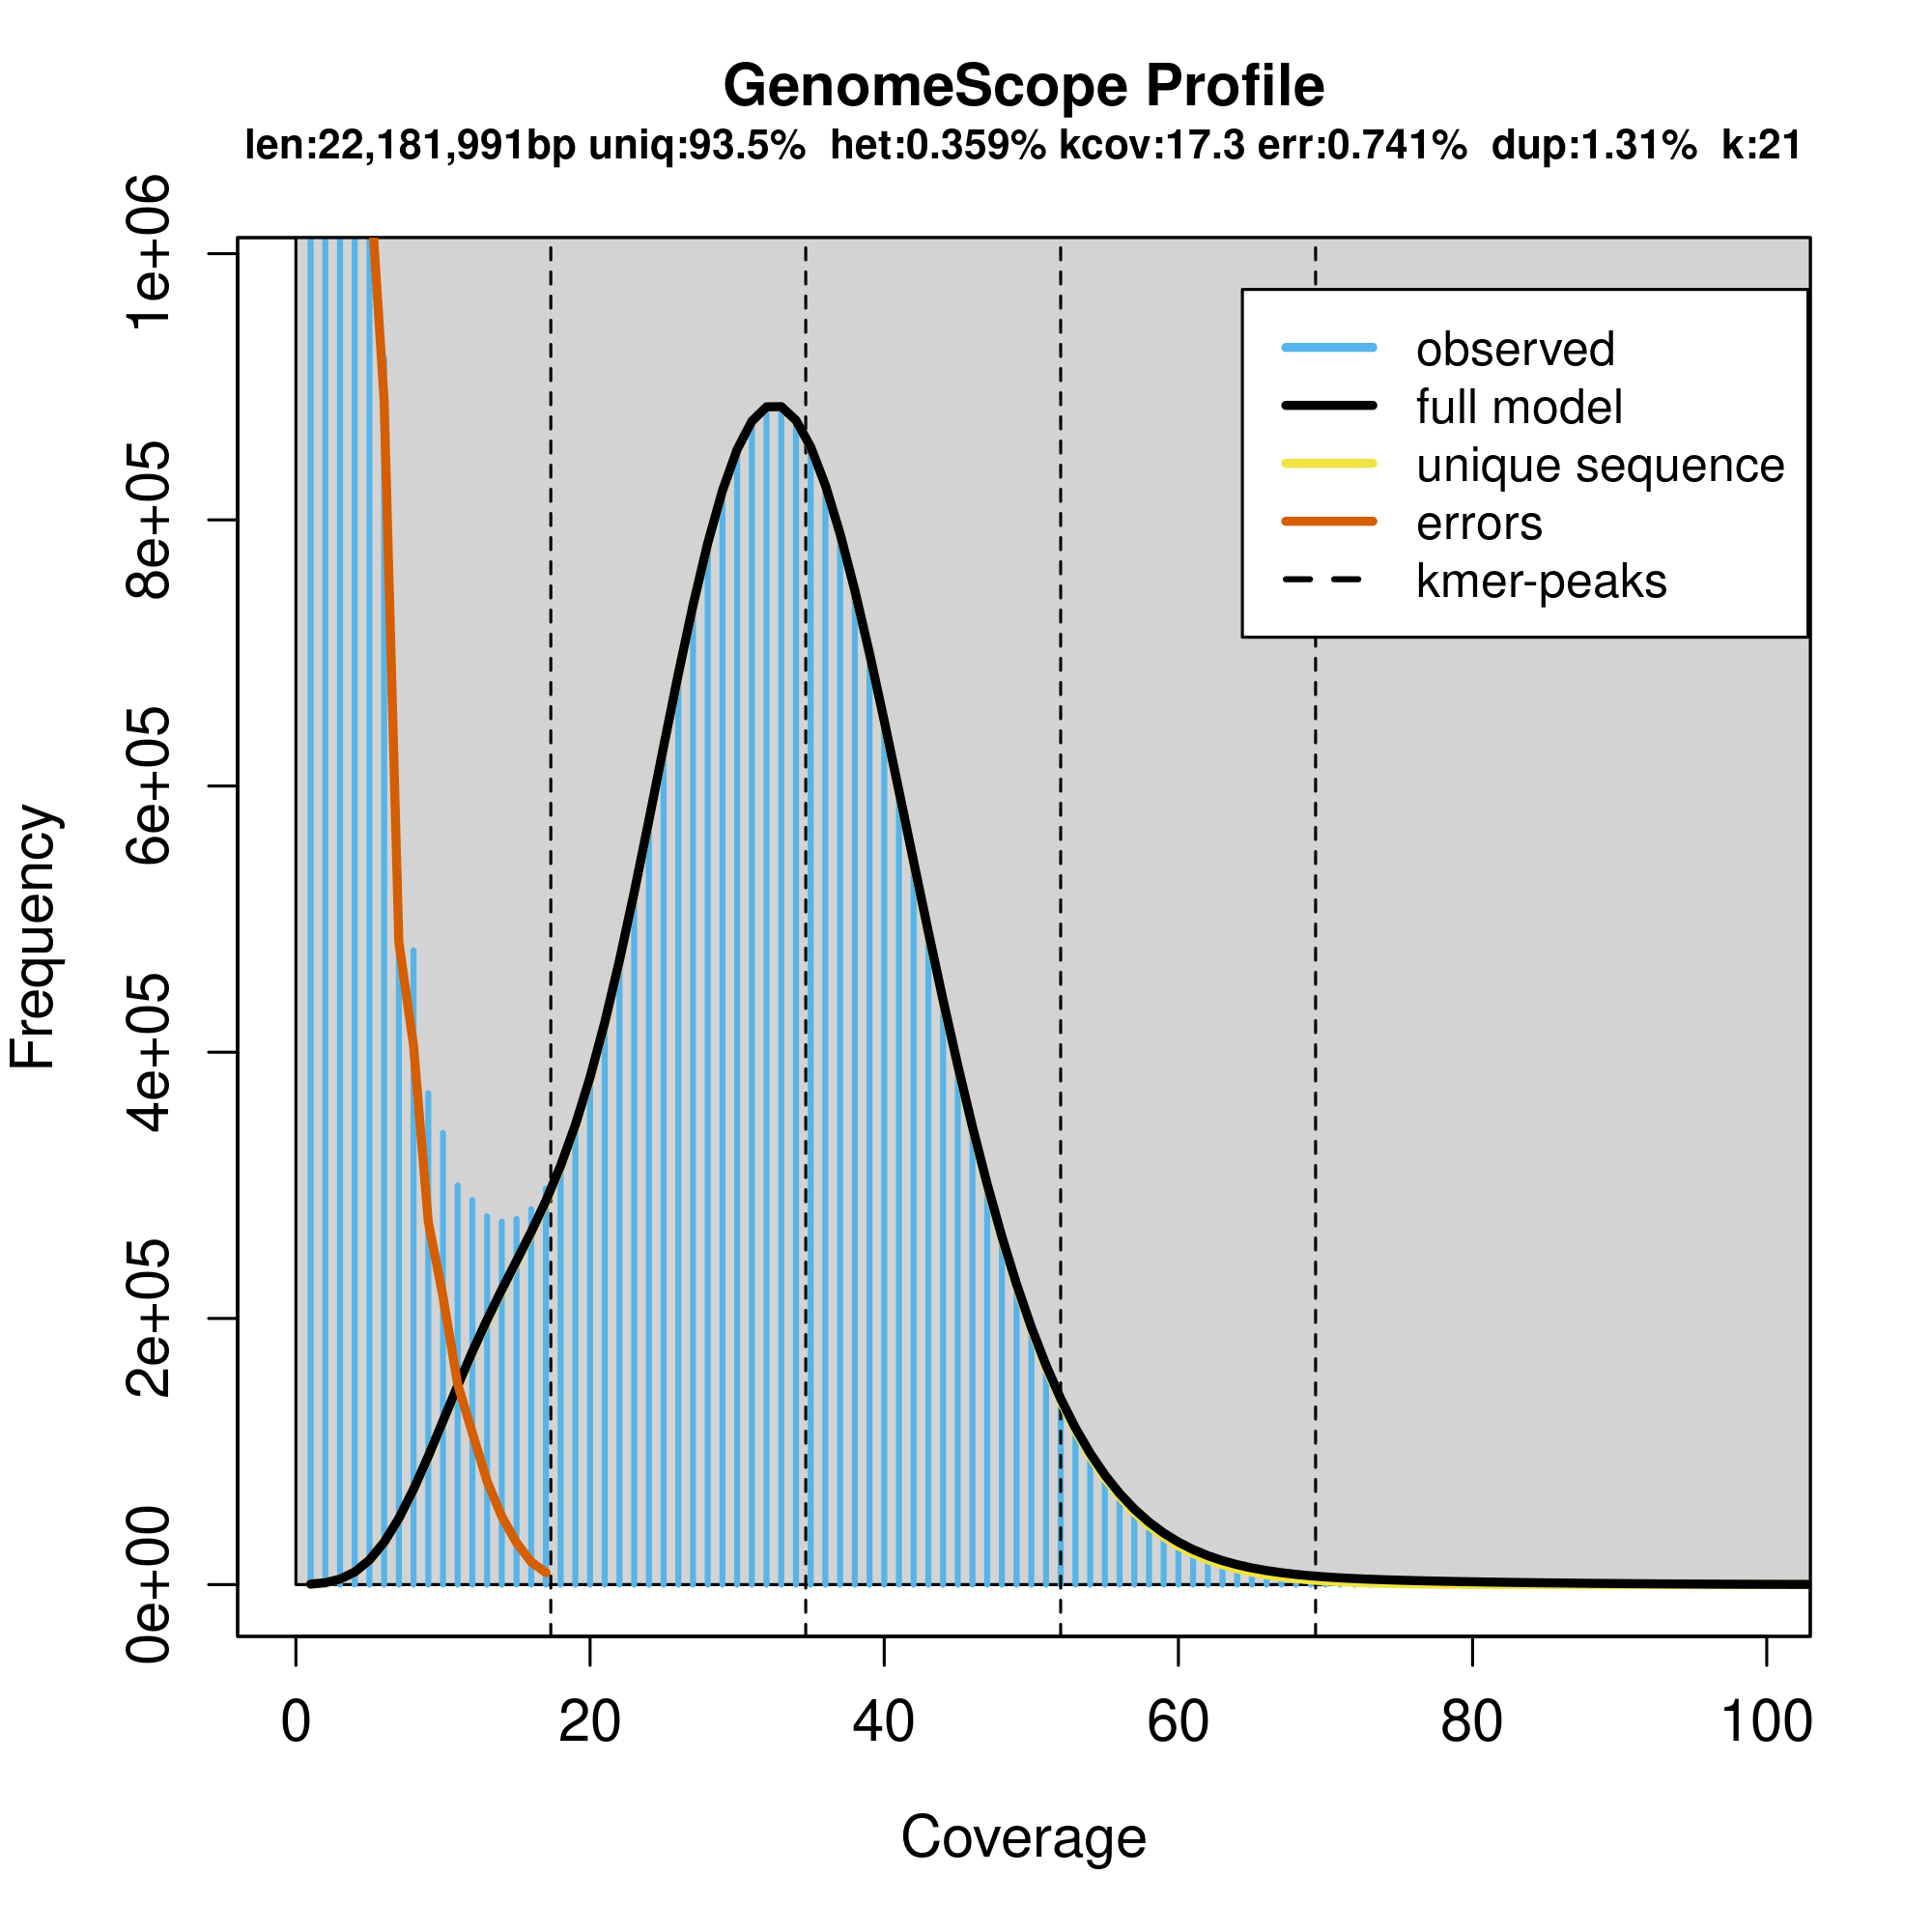 GenomeScope Profile
len:22,181,991bp uniq:93.5% het:0.359% kcov:17.3 err:0.741% dup:1.31% k:21
Frequency
1e+06
8e+05
6e+05
4e+05
2e+05
0e+00
observed
full model
unique sequence
errors
kmer-peaks
0 20 40 60 80 100
Coverage